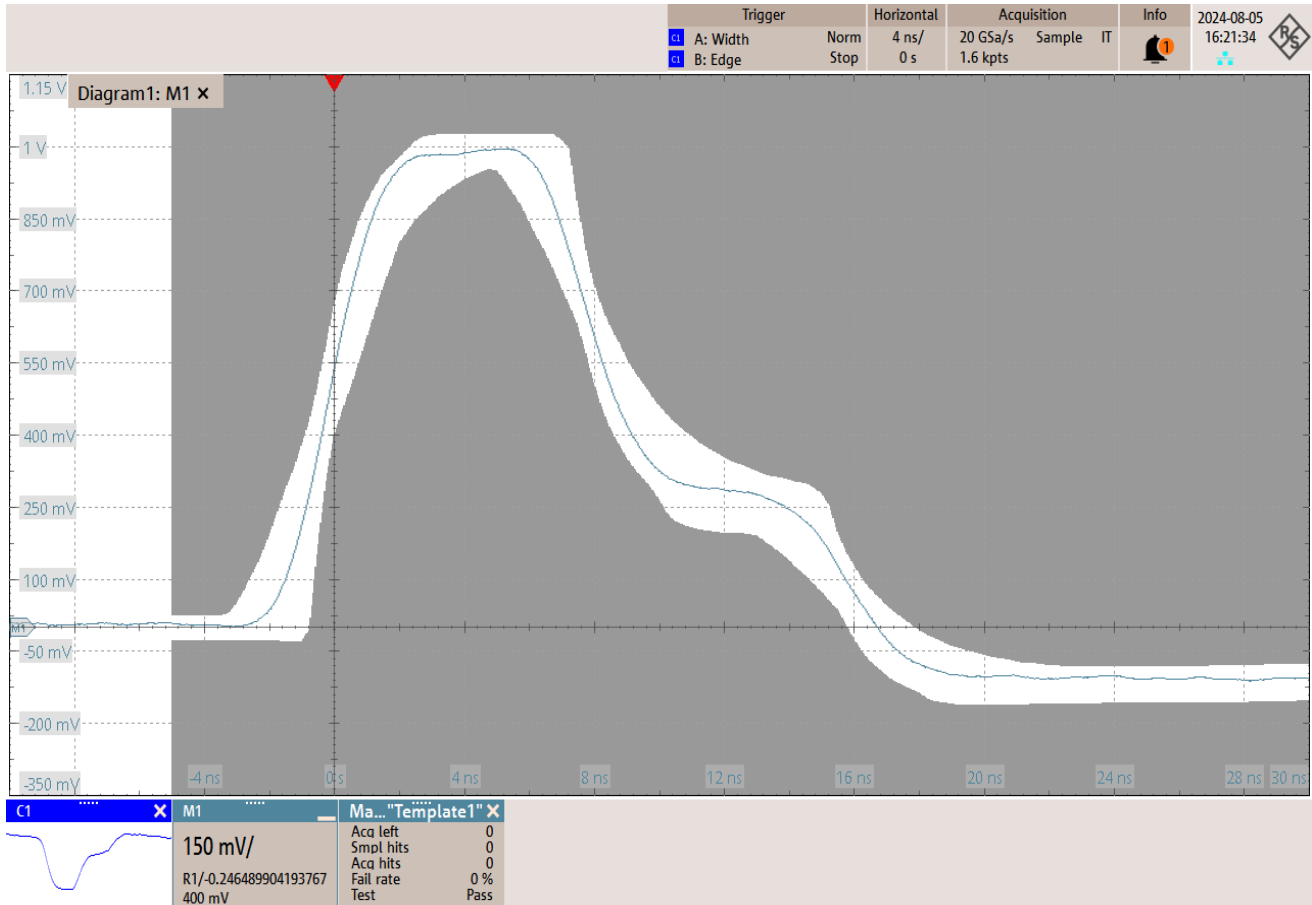 Trigger
Horizontal
Acquisition
Info
2024-08-05
C1 A: Width Norm
4 ns/
20 GSa/s Sample IT
1
16:21:34
R&S
C1 B: Edge Stop
0 s
1.6 kpts
1.15 V
Diagram1: M1 ×
1 V
850 mV
700 mV
550 mV
400 mV
250 mV
100 mV
M1
-50 mV
-200 mV
-350 mV
-4 ns
0 s
4 ns
8 ns
12 ns
16 ns
20 ns
24 ns
28 ns
30 ns
C1
M1
150 mV/
R1/-0.246489904193767
400 mV
Ma..."Template1"
Acq left 0
Smpl hits 0
Acq hits 0
Fail rate 0 %
Test Pass